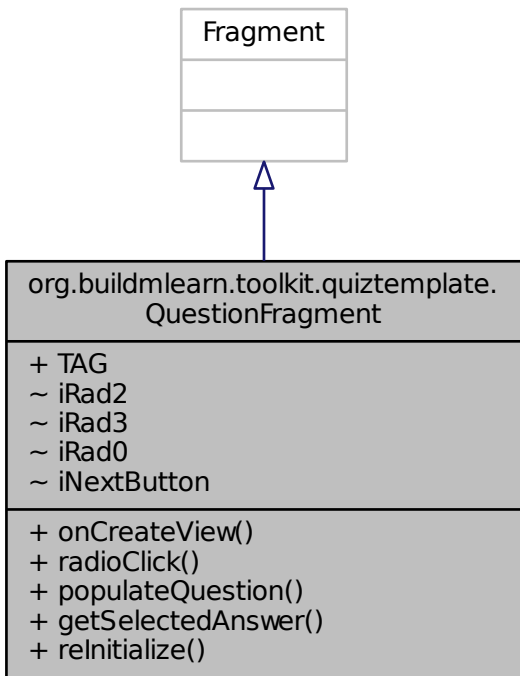 Fragment
org.buildmlearn.toolkit.quiztemplate.
QuestionFragment
+ TAG
~ iRad2
~ iRad3
~ iRad0
~ iNextButton
+ onCreateView()
+ radioClick()
+ populateQuestion()
+ getSelectedAnswer()
+ reInitialize()